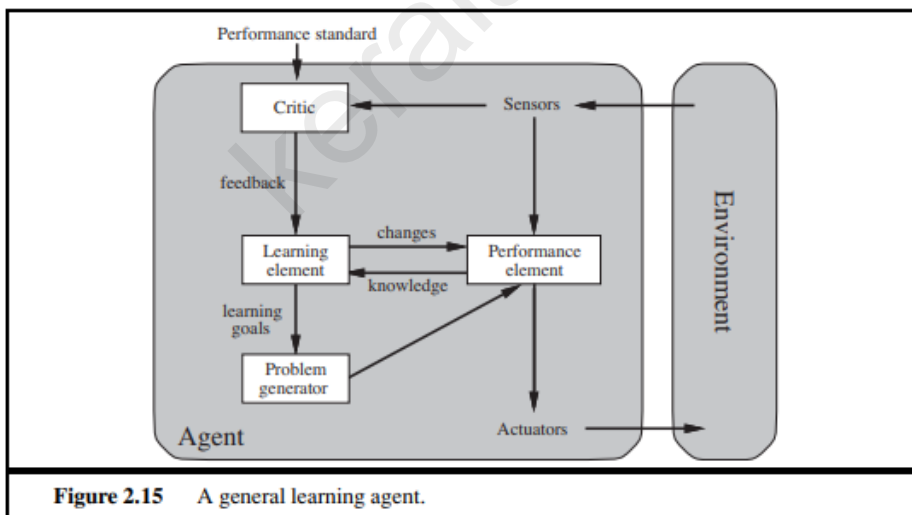 Performance standard
Critic
Sensors
feedback
changes
Learning
element
Performance
element
knowledge
learning
goals
Problem
generator
Agent
Actuators
Environment
Figure 2.15 A general learning agent.